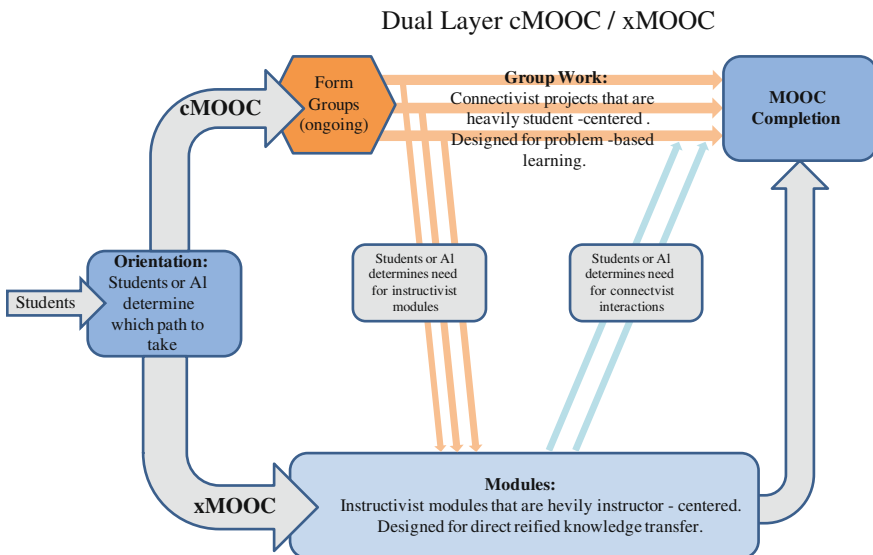 Dual Layer cMOOC / xMOOC
cMOOC
Form
Groups
(ongoing)
Group Work:
Connectivist projects that are
heavily student -centered .
Designed for problem -based
learning.
MOOC
Completion
Students
Orientation:
Students or Al
determine
which path to
take
Students or Al
determines need
for instructivist
modules
Students or Al
determines need
for connectvist
interactions
xMOOC
Modules:
Instructivist modules that are hevily instructor - centered.
Designed for direct reified knowledge transfer.